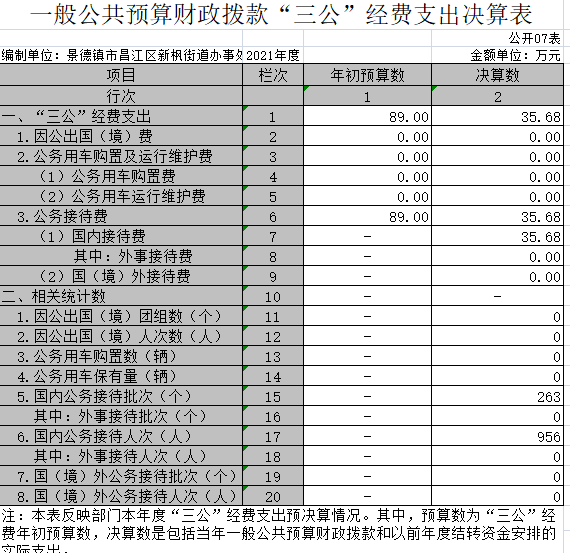 一般公共预算财政拨款“三公”经费支出决算表
公开07表
编制单位：景德镇市昌江区新枫街道办事处 2021年度 金额单位：万元
项目 栏次 年初预算数 决算数
行次 1 2
一、“三公”经费支出 1 89.00 35.68
1.因公出国（境）费 2 0.00 0.00
2.公务用车购置及运行维护费 3 0.00 0.00
（1）公务用车购置费 4 0.00 0.00
（2）公务用车运行维护费 5 0.00 0.00
3.公务接待费 6 89.00 35.68
（1）国内接待费 7 - 35.68
其中：外事接待费 8 - 0.00
（2）国（境）外接待费 9 - 0.00
二、相关统计数 10 - -
1.因公出国（境）团组数（个） 11 - 0
2.因公出国（境）人次数（人） 12 - 0
3.公务用车购置数（辆） 13 - 0
4.公务用车保有量（辆） 14 - 0
5.国内公务接待批次（个） 15 - 263
其中：外事接待批次（个） 16 - 0
6.国内公务接待人次（人） 17 - 956
其中：外事接待人次（人） 18 - 0
7.国（境）外公务接待批次（个） 19 - 0
8.国（境）外公务接待人次（人） 20 - 0
注：本表反映部门本年度“三公”经费支出预决算情况。其中，预算数为“三公”经
费年初预算数，决算数是包括当年一般公共预算财政拨款和以前年度结转资金安排的
实际支出。